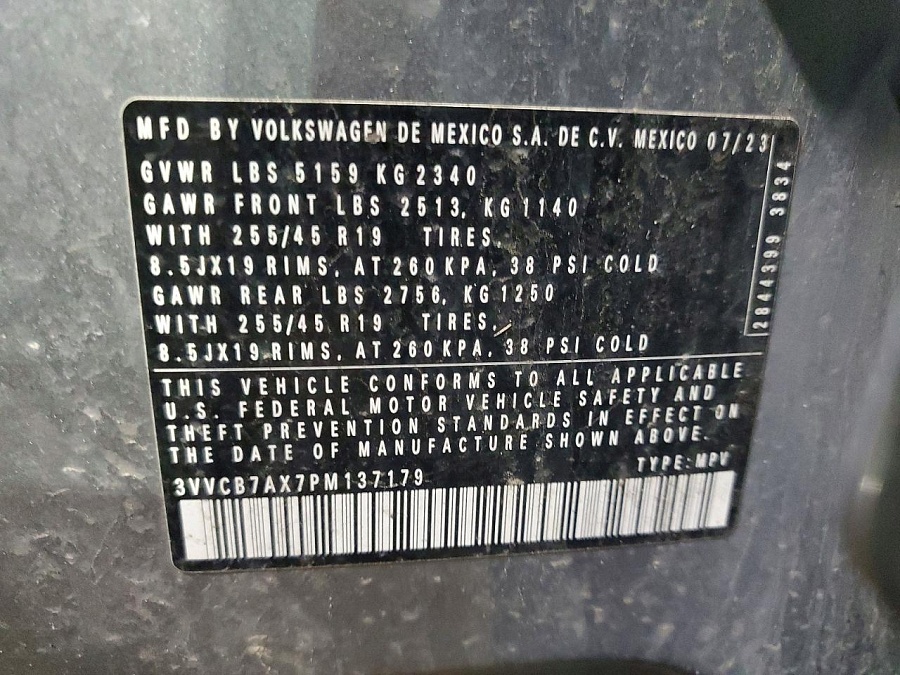 MFD BY VOLKSWAGEN DE MEXICO S.A. DE C.V. MEXICO 07/23
GVWR LBS 5159 KG 2340
GAWR FRONT LBS 2513, KG 1140
WITH 255/45 R19 TIRES,
8.5JX19 RIMS, AT 260 KPA, 38 PSI COLD
GAWR REAR LBS 2756, KG 1250
WITH 255/45 R19 TIRES,
8.5JX19 RIMS, AT 260 KPA, 38 PSI COLD
2844399 3834
THIS VEHICLE CONFORMS TO ALL APPLICABLE
U.S. FEDERAL MOTOR VEHICLE SAFETY AND
THEFT PREVENTION STANDARDS IN EFFECT ON
THE DATE OF MANUFACTURE SHOWN ABOVE.
TYPE: MPV
3VVCB7AX7PM137179